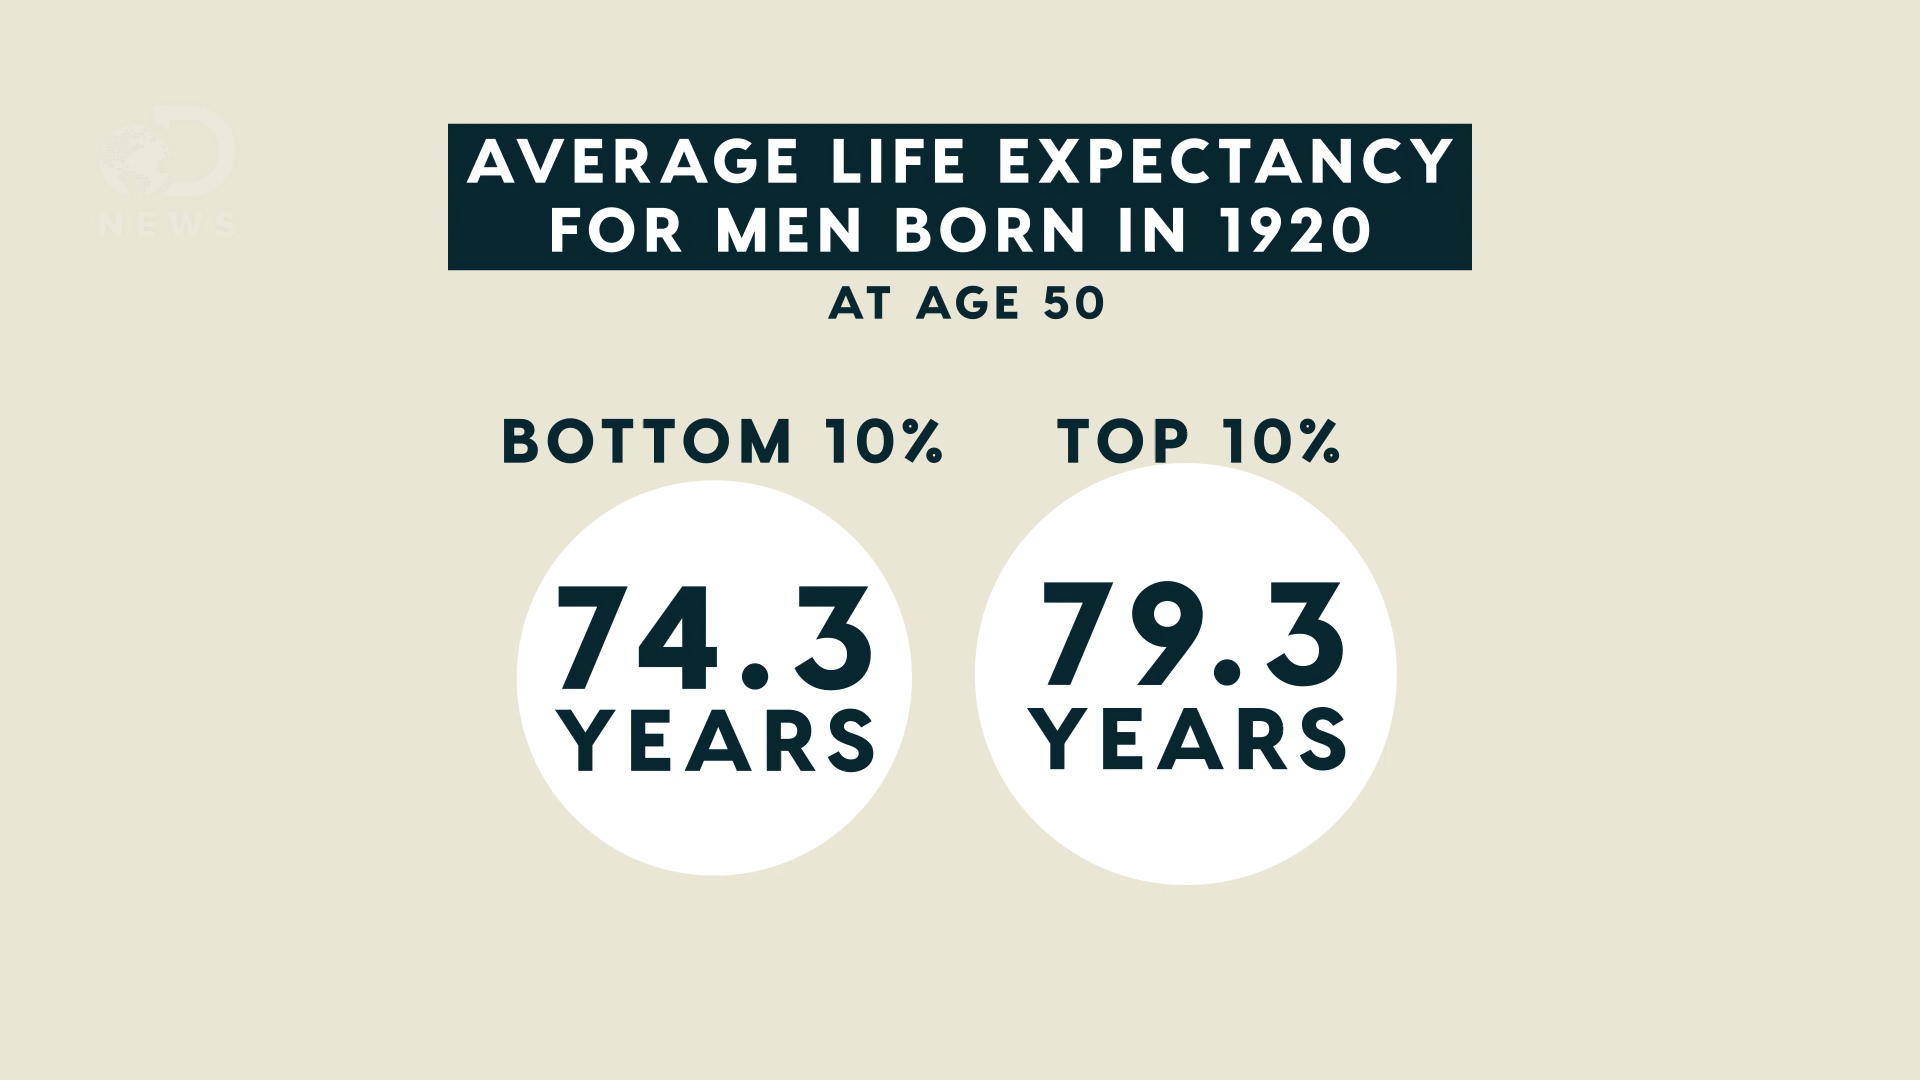 AVERAGE LIFE EXPECTANCY
FOR MEN BORN IN 1920
AT AGE 50
BOTTOM 10% TOP 10%
74.3 79.3
YEARS YEARS
NEWS